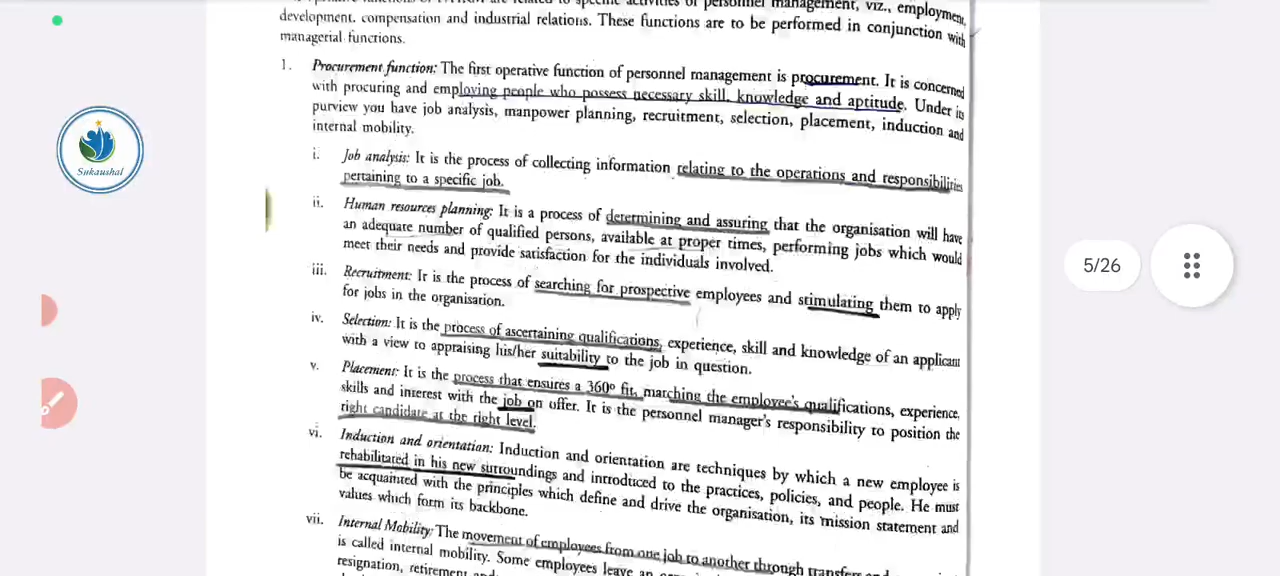 personnel management, viz., employment,
development, compensation and industrial relations. These functions are to be performed in conjunction with
managerial functions.
1. Procurement function: The first operative function of personnel management is procurement. It is concerned
with procuring and employing people who possess necessary skill, knowledge and aptitude. Under its
purview you have job analysis, manpower planning, recruitment, selection, placement, induction and
internal mobility.
i. Job analysis: It is the process of collecting information relating to the operations and responsibilities
pertaining to a specific job.
ii. Human resources planning: It is a process of determining and assuring that the organisation will have
an adequate number of qualified persons, available at proper times, performing jobs which would
meet their needs and provide satisfaction for the individuals involved.
iii. Recruitment: It is the process of searching for prospective employees and stimulating them to apply
for jobs in the organisation.
iv. Selection: It is the process of ascertaining qualifications, experience, skill and knowledge of an applicant
with a view to appraising his/her suitability to the job in question.
v. Placement: It is the process that ensures a 360° fit, matching the employee's qualifications, experience,
skills and interest with the job on offer. It is the personnel manager's responsibility to position the
right candidate at the right level.
vi. Induction and orientation: Induction and orientation are techniques by which a new employee is
rehabilitated in his new surroundings and introduced to the practices, policies, and people. He must
be acquainted with the principles which define and drive the organisation, its mission statement and
values which form its backbone.
vii. Internal Mobility: The movement of employees from one job to another through transfers and
is called internal mobility. Some employees leave an
resignation, retirement and
Sukaushal
5/26